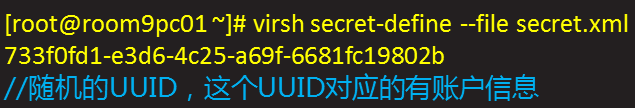 [root@room9pc01 ~]# virsh secret-define --file secret.xml
733f0fd1-e3d6-4c25-a69f-6681fc19802b
//随机的UUID，这个UUID对应的有账户信息